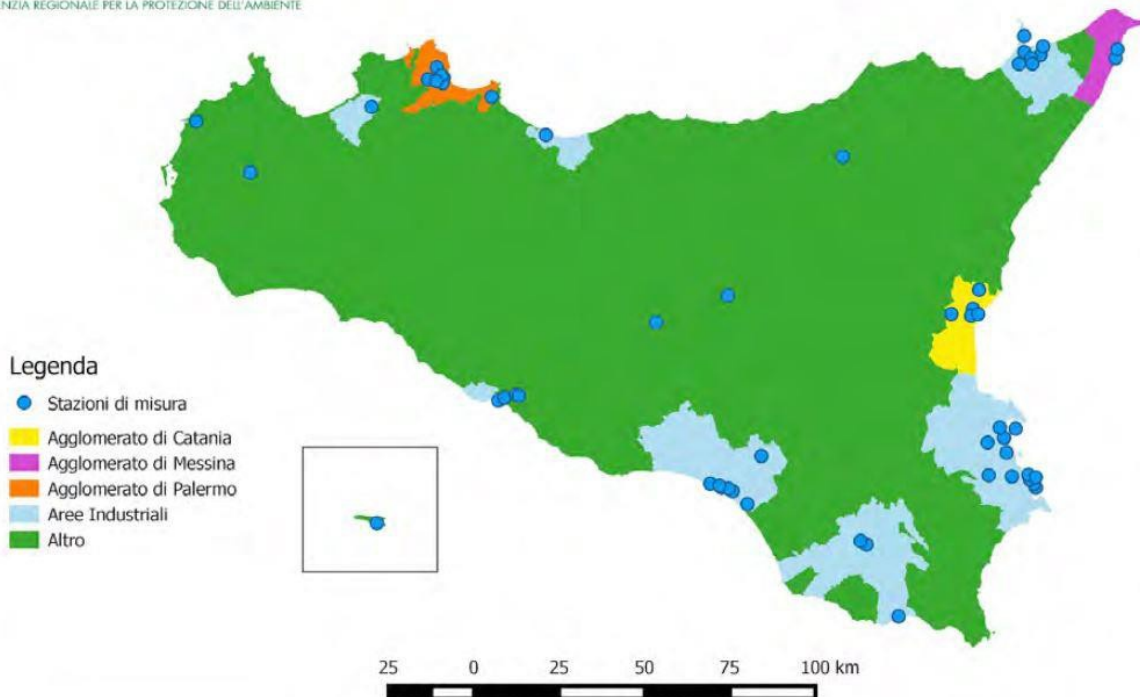 REGIONALE PER LA PROTEZIONE DELL'AMBIENTE
Legenda
Stazioni di misura
Agglomerato di Catania
Agglomerato di Messina
Agglomerato di Palermo
Aree Industriali
Altro
25 0 25 50 75 100 km